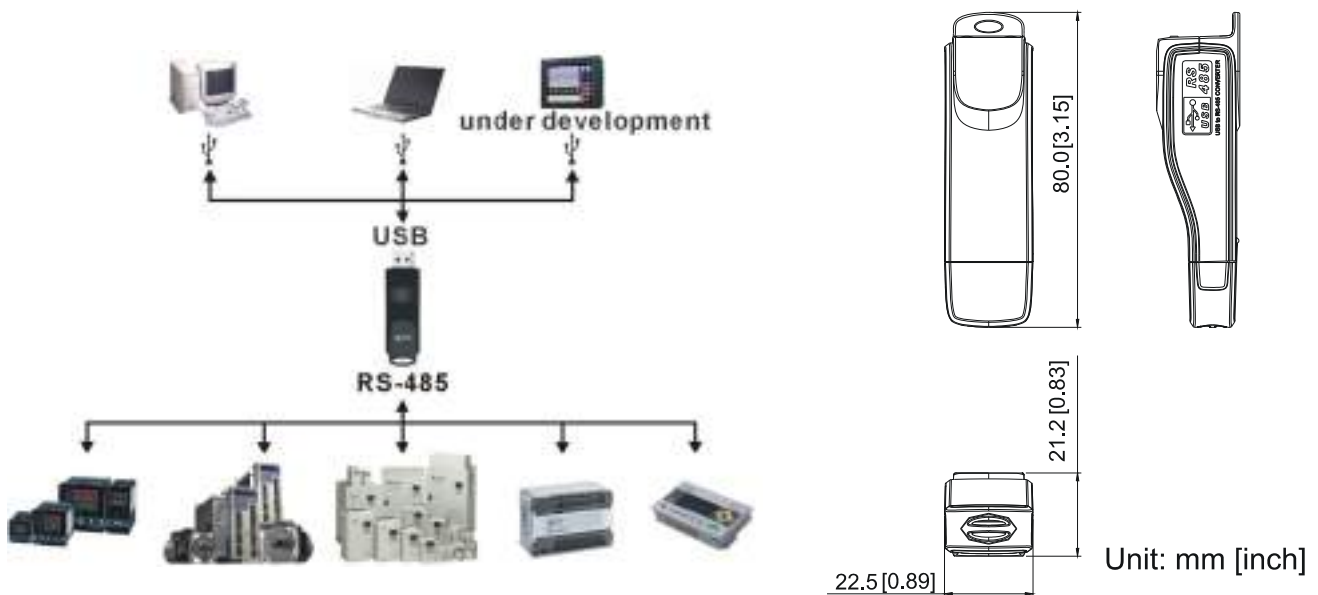 under development
USB
RS-485
80.0[3.15]
RS
USB 485
USB to RS-485 CONVERTER
21.2 [0.83]
22.5[0.89]
Unit: mm [inch]